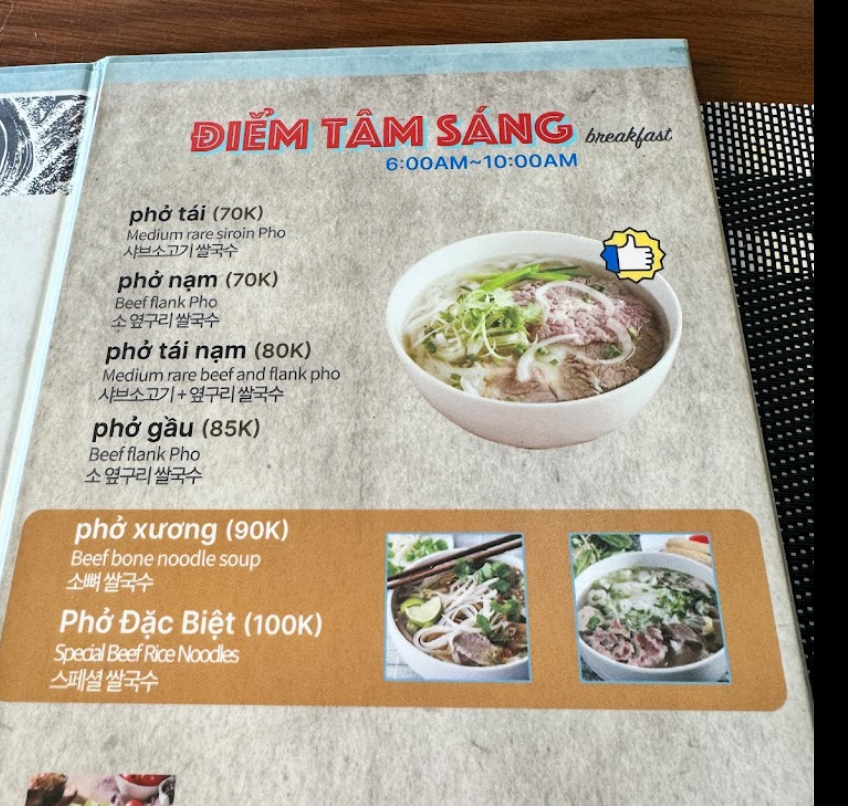 ĐIỂM TÂM SÁNG breakfast
6:00AM~10:00AM
phở tái (70K)
Medium rare siroin Pho
샤브소고기 쌀국수
phở nạm (70K)
Beef flank Pho
소 옆구리 쌀국수
phở tái nạm (80K)
Medium rare beef and flank pho
샤브소고기 + 옆구리 쌀국수
phở gầu (85K)
Beef flank Pho
소 옆구리 쌀국수
phở xương (90K)
Beef bone noodle soup
소뼈 쌀국수
Phở Đặc Biệt (100K)
Special Beef Rice Noodles
스페셜 쌀국수